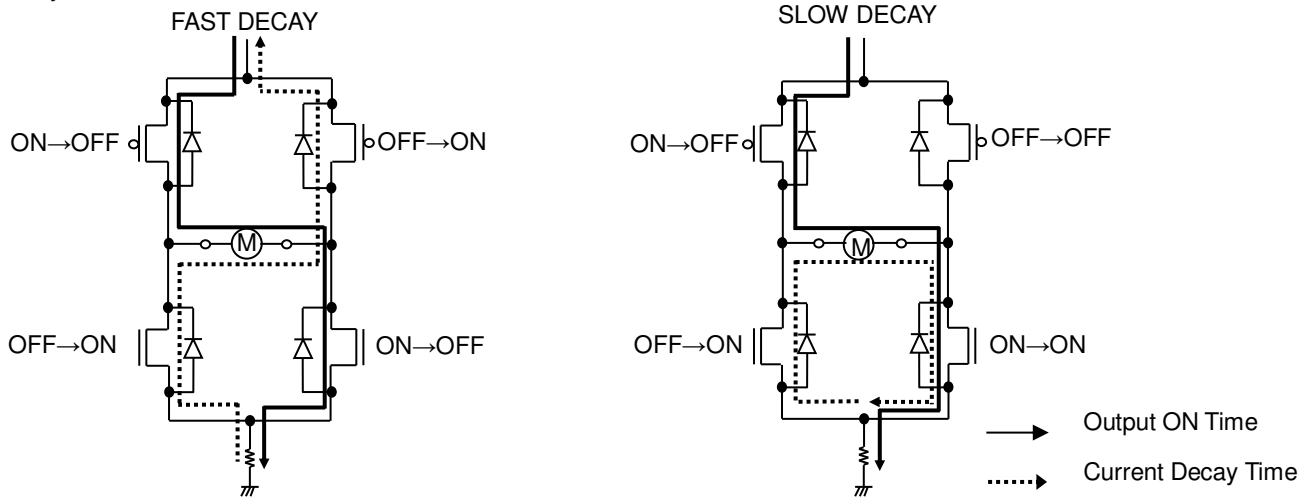 FAST DECAY
SLOW DECAY
ON→OFF
OFF→ON
ON→OFF
OFF→OFF
M
M
OFF→ON
ON→OFF
OFF→ON
ON→ON
Output ON Time
Current Decay Time